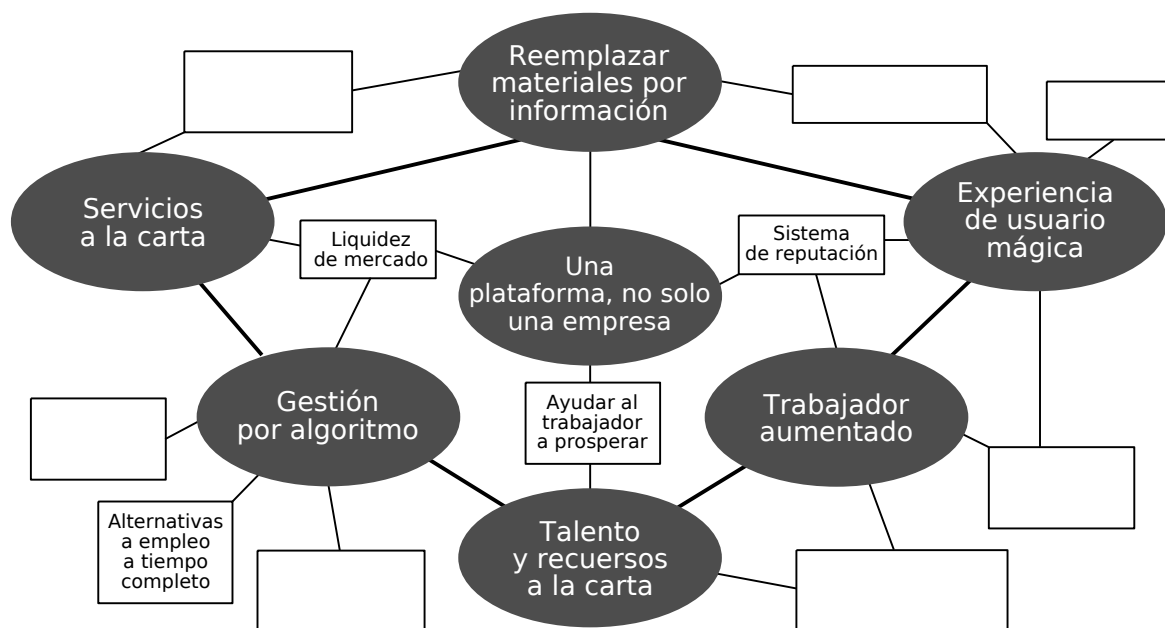 Reemplazar
materiales por
información
Servicios
a la carta
Experiencia
de usuario
mágica
Liquidez
de mercado
Sistema
de reputación
Una
plataforma, no solo
una empresa
Gestión
por algoritmo
Ayudar al
trabajador
a prosperar
Trabajador
aumentado
Alternativas
a empleo
a tiempo
completo
Talento
y recuersos
a la carta